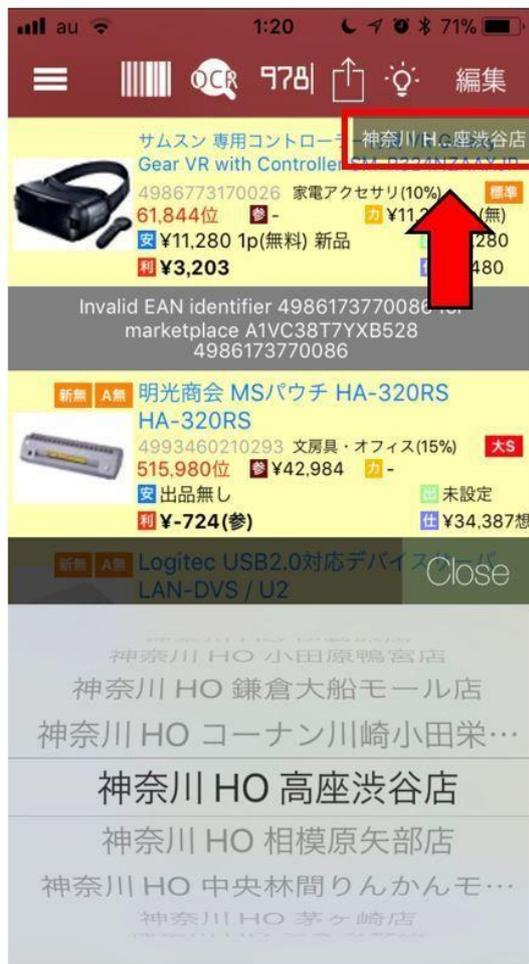 au 1:20 71%
OCR 978 編集
神奈川 H...座渋谷店
サムスン 専用コントローラ
Gear VR with Controller SM-R324NZAAXJP
4986773170026 家電アクセサリ(10%) 標準
61,844位 参 - カ ¥11,2 (無)
安 ¥11,280 1p(無料) 新品 280
利 ¥3,203 480
Invalid EAN identifier 4986173770086 for
marketplace A1VC38T7YXB528
4986173770086
新無 A無 明光商会 MSパウチ HA-320RS
HA-320RS
4993460210293 文房具・オフィス(15%) 大S
515,980位 参 ¥42,984 カ -
安 出品無し 出 未設定
利 ¥-724(参) 仕 ¥34,387想
新無 A無 Logitec USB2.0対応デバイスサーバ
LAN-DVS / U2
Close
神奈川 HO 小田原鴨宮店
神奈川 HO 鎌倉大船モール店
神奈川 HO コーナン川崎小田栄…
神奈川 HO 高座渋谷店
神奈川 HO 相模原矢部店
神奈川 HO 中央林間りんかんモ…
神奈川 HO 茅ヶ崎店